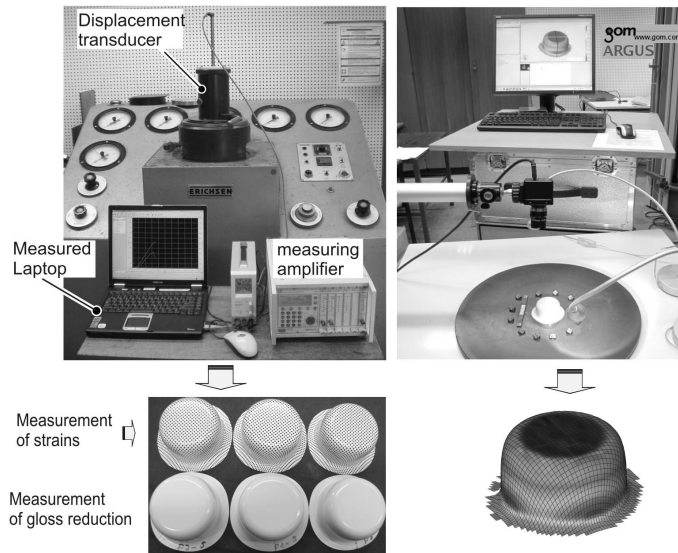 Displacement
transducer
gom
www.gom.com
ARGUS
ERICHSEN
Measured
Laptop
measuring
amplifier
Measurement
of strains
Measurement
of gloss reduction